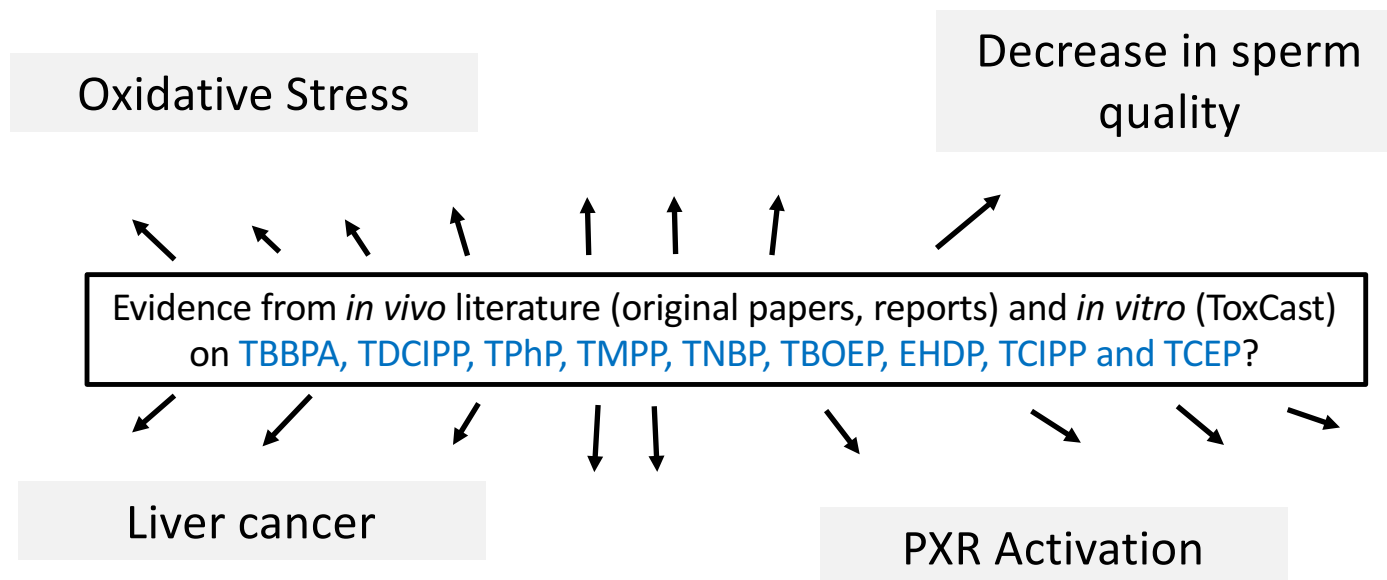 Oxidative Stress
Decrease in sperm
quality
Evidence from in vivo literature (original papers, reports) and in vitro (ToxCast)
on TBBPA, TDCIPP, TPhP, TMPP, TNBP, TBOEP, EHDP, TCIPP and TCEP?
Liver cancer
PXR Activation